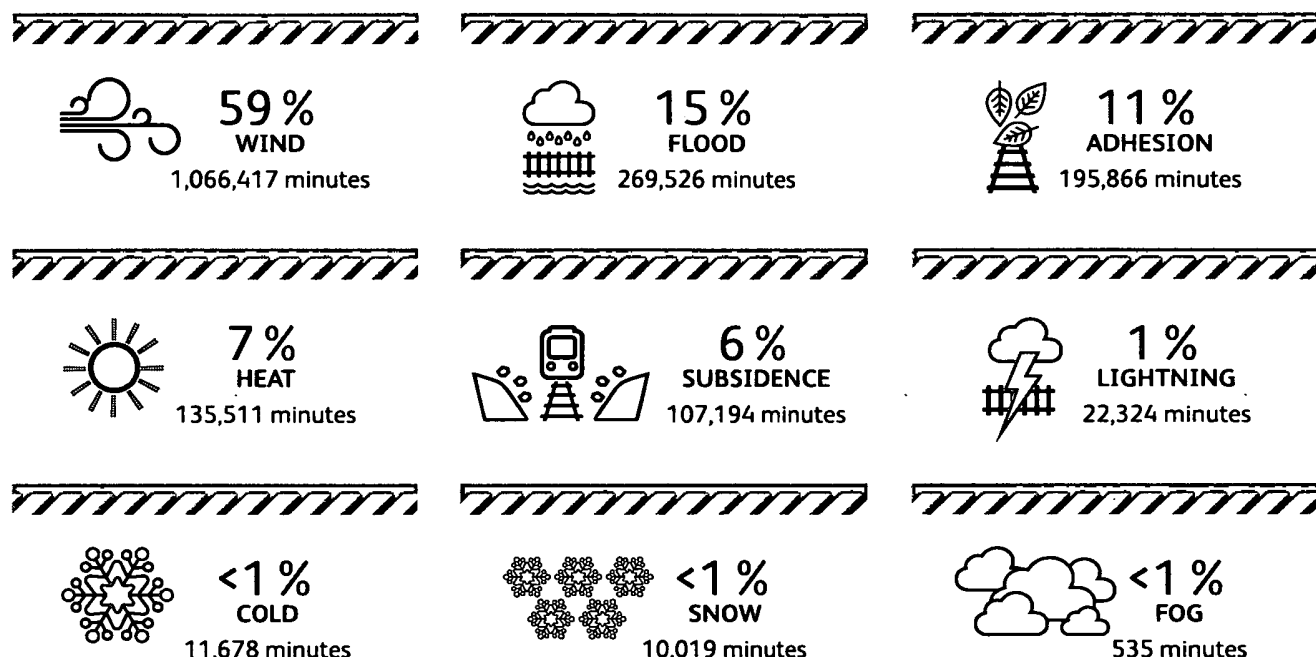 59 %
WIND
1,066,417 minutes
15 %
FLOOD
269,526 minutes
11 %
ADHESION
195,866 minutes
7 %
HEAT
135,511 minutes
6 %
SUBSIDENCE
107,194 minutes
1 %
LIGHTNING
22,324 minutes
<1 %
COLD
11,678 minutes
<1 %
SNOW
10,019 minutes
<1 %
FOG
535 minutes